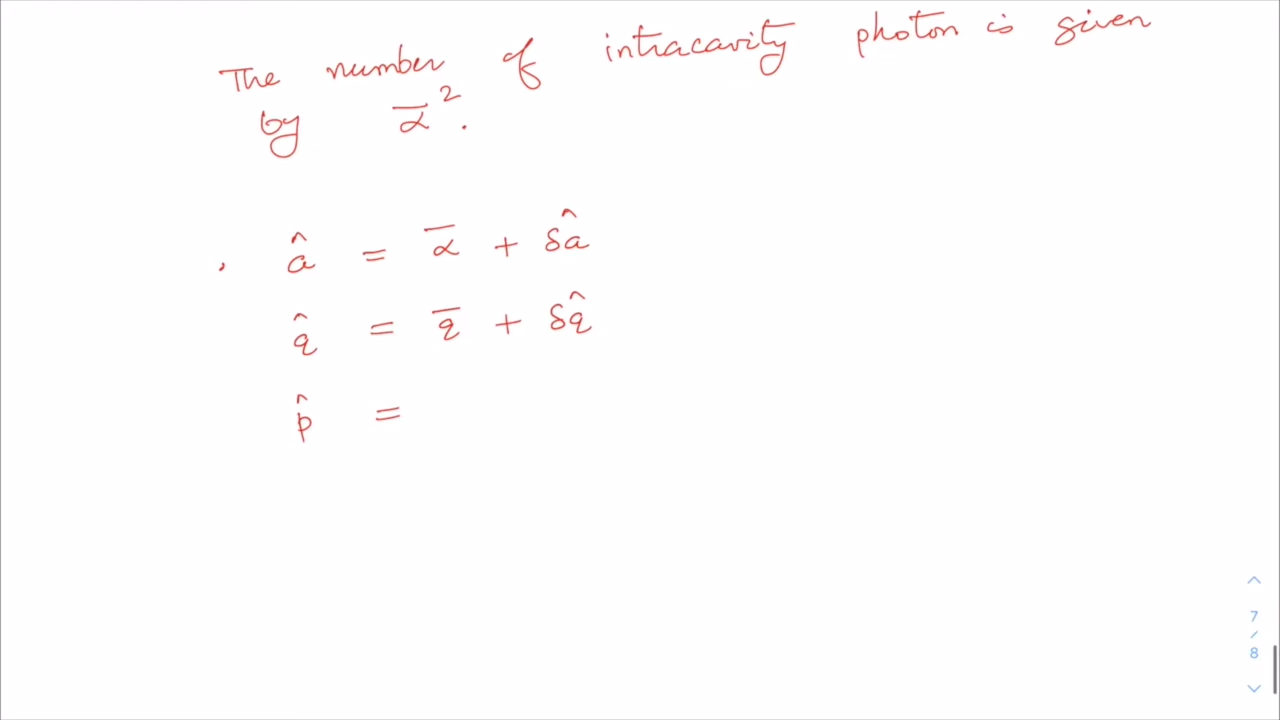 The number of intracavity photon is given
by ᾱ².
, â = ᾱ + δâ
q̂ = q̄ + δq̂
p̂ =
7
/
8